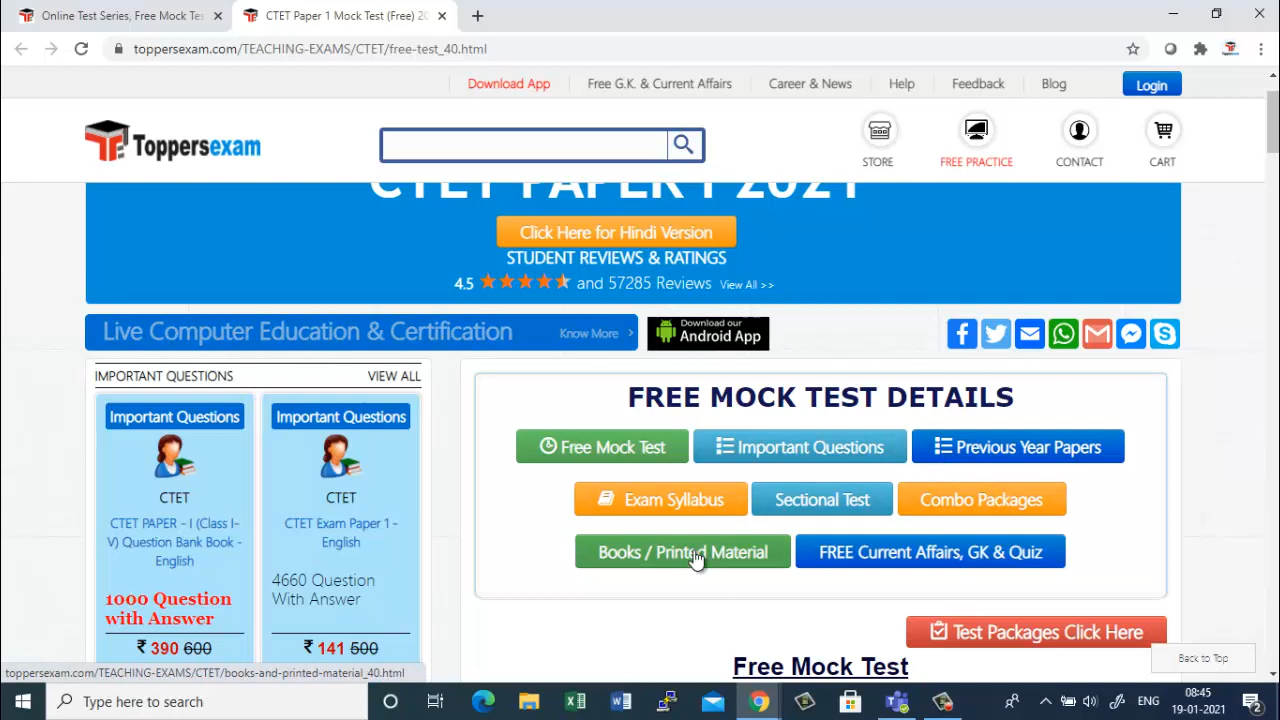 Online Test Series, Free Mock Tes
CTET Paper 1 Mock Test (Free) 20
toppersexam.com/TEACHING-EXAMS/CTET/free-test_40.html
Download App
Free G.K. & Current Affairs
Career & News
Help
Feedback
Blog
Login
Toppersexam
STORE
FREE PRACTICE
CONTACT
CART
CTET PAPER I 2021
Click Here for Hindi Version
STUDENT REVIEWS & RATINGS
4.5 and 57285 Reviews View All >>
Live Computer Education & Certification
Know More >
Download our
Android App
IMPORTANT QUESTIONS
VIEW ALL
Important Questions
CTET
CTET PAPER - I (Class I-
V) Question Bank Book -
English
1000 Question
with Answer
₹ 390 600
Important Questions
CTET
CTET Exam Paper 1 -
English
4660 Question
With Answer
₹ 141 500
FREE MOCK TEST DETAILS
Free Mock Test
Important Questions
Previous Year Papers
Exam Syllabus
Sectional Test
Combo Packages
Books / Printed Material
FREE Current Affairs, GK & Quiz
Test Packages Click Here
Free Mock Test
Back to Top
toppersexam.com/TEACHING-EXAMS/CTET/books-and-printed-material_40.html
Type here to search
ENG
08:45
19-01-2021
2